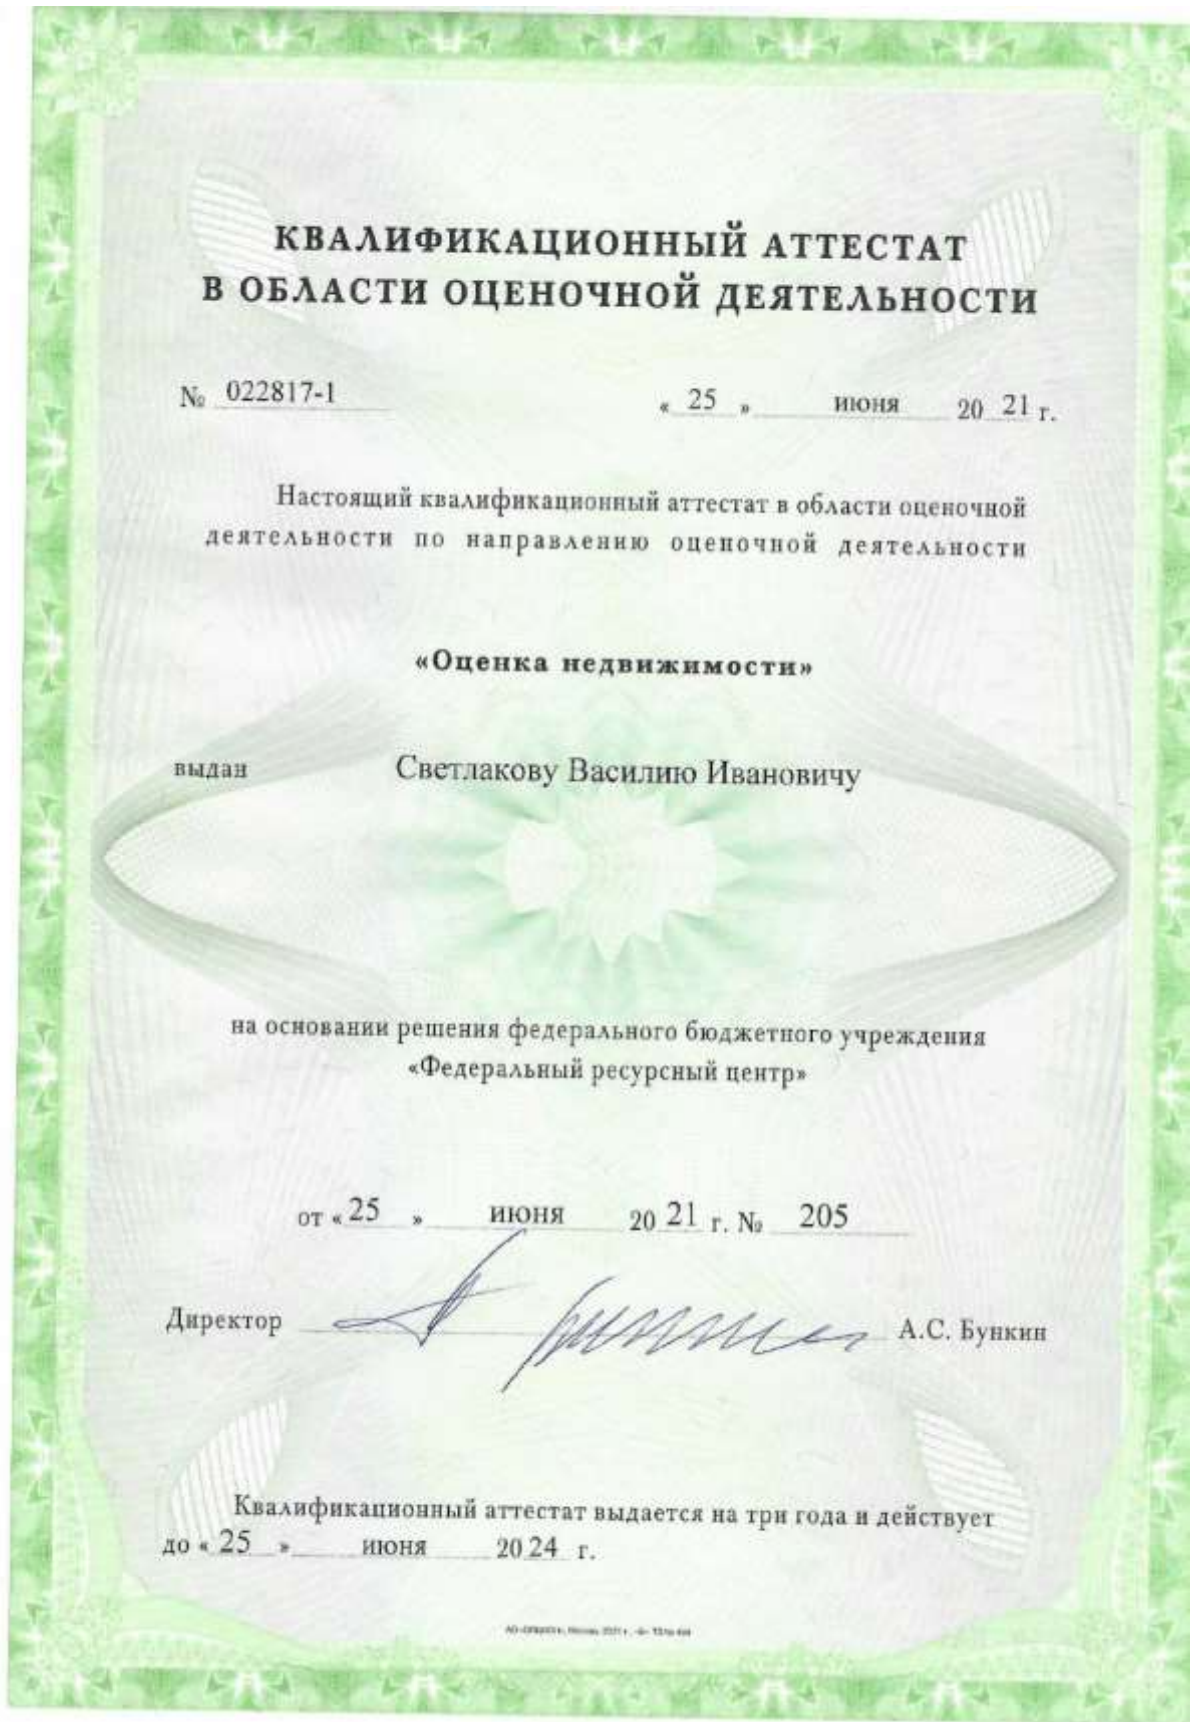 КВАЛИФИКАЦИОННЫЙ АТТЕСТАТ
В ОБЛАСТИ ОЦЕНОЧНОЙ ДЕЯТЕЛЬНОСТИ
№ 022817-1 « 25 » июня 20 21 г.
Настоящий квалификационный аттестат в области оценочной
деятельности по направлению оценочной деятельности
«Оценка недвижимости»
выдан Светлакову Василию Ивановичу
на основании решения федерального бюджетного учреждения
«Федеральный ресурсный центр»
от « 25 » июня 20 21 г. № 205
Директор А.С. Бункин
Квалификационный аттестат выдается на три года и действует
до « 25 » июня 20 24 г.